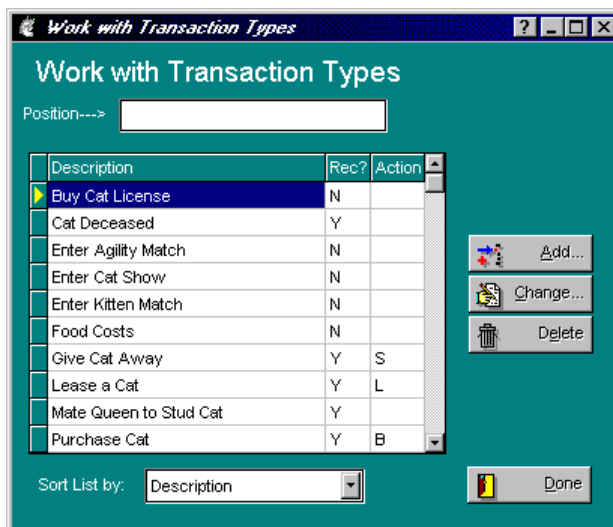 Work with Transaction Types
Work with Transaction Types
Position--->
Description Rec? Action
Buy Cat License N
Cat Deceased Y
Enter Agility Match N
Enter Cat Show N
Enter Kitten Match N
Food Costs N
Give Cat Away Y S
Lease a Cat Y L
Mate Queen to Stud Cat Y
Purchase Cat Y B
Add...
Change...
Delete
Sort List by: Description
Done